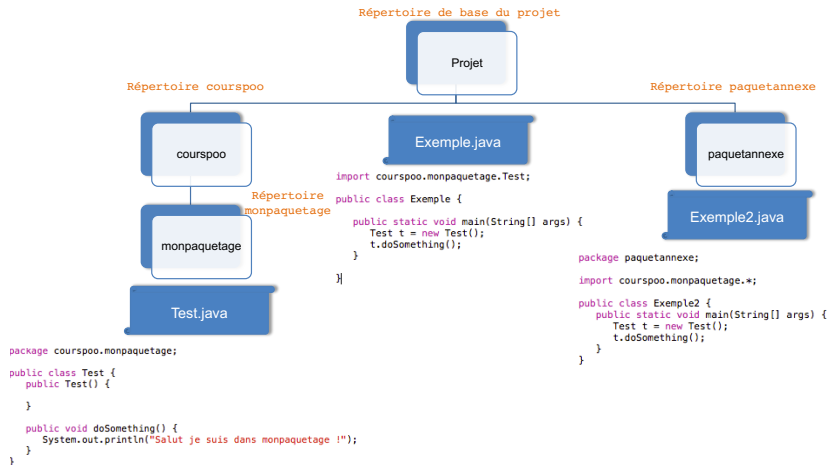 Répertoire de base du projet
Projet
Répertoire courspoo
Répertoire paquetannexe
courspoo
Exemple.java
paquetannexe
import courspoo.monpaquetage.Test;
public class Exemple {
public static void main(String[] args) {
Test t = new Test();
t.doSomething();
}
}
Répertoire
monpaquetage
monpaquetage
Exemple2.java
package paquetannexe;
import courspoo.monpaquetage.*;
public class Exemple2 {
public static void main(String[] args) {
Test t = new Test();
t.doSomething();
}
}
Test.java
package courspoo.monpaquetage;
public class Test {
public Test() {
}
public void doSomething() {
System.out.println("Salut je suis dans monpaquetage !");
}
}